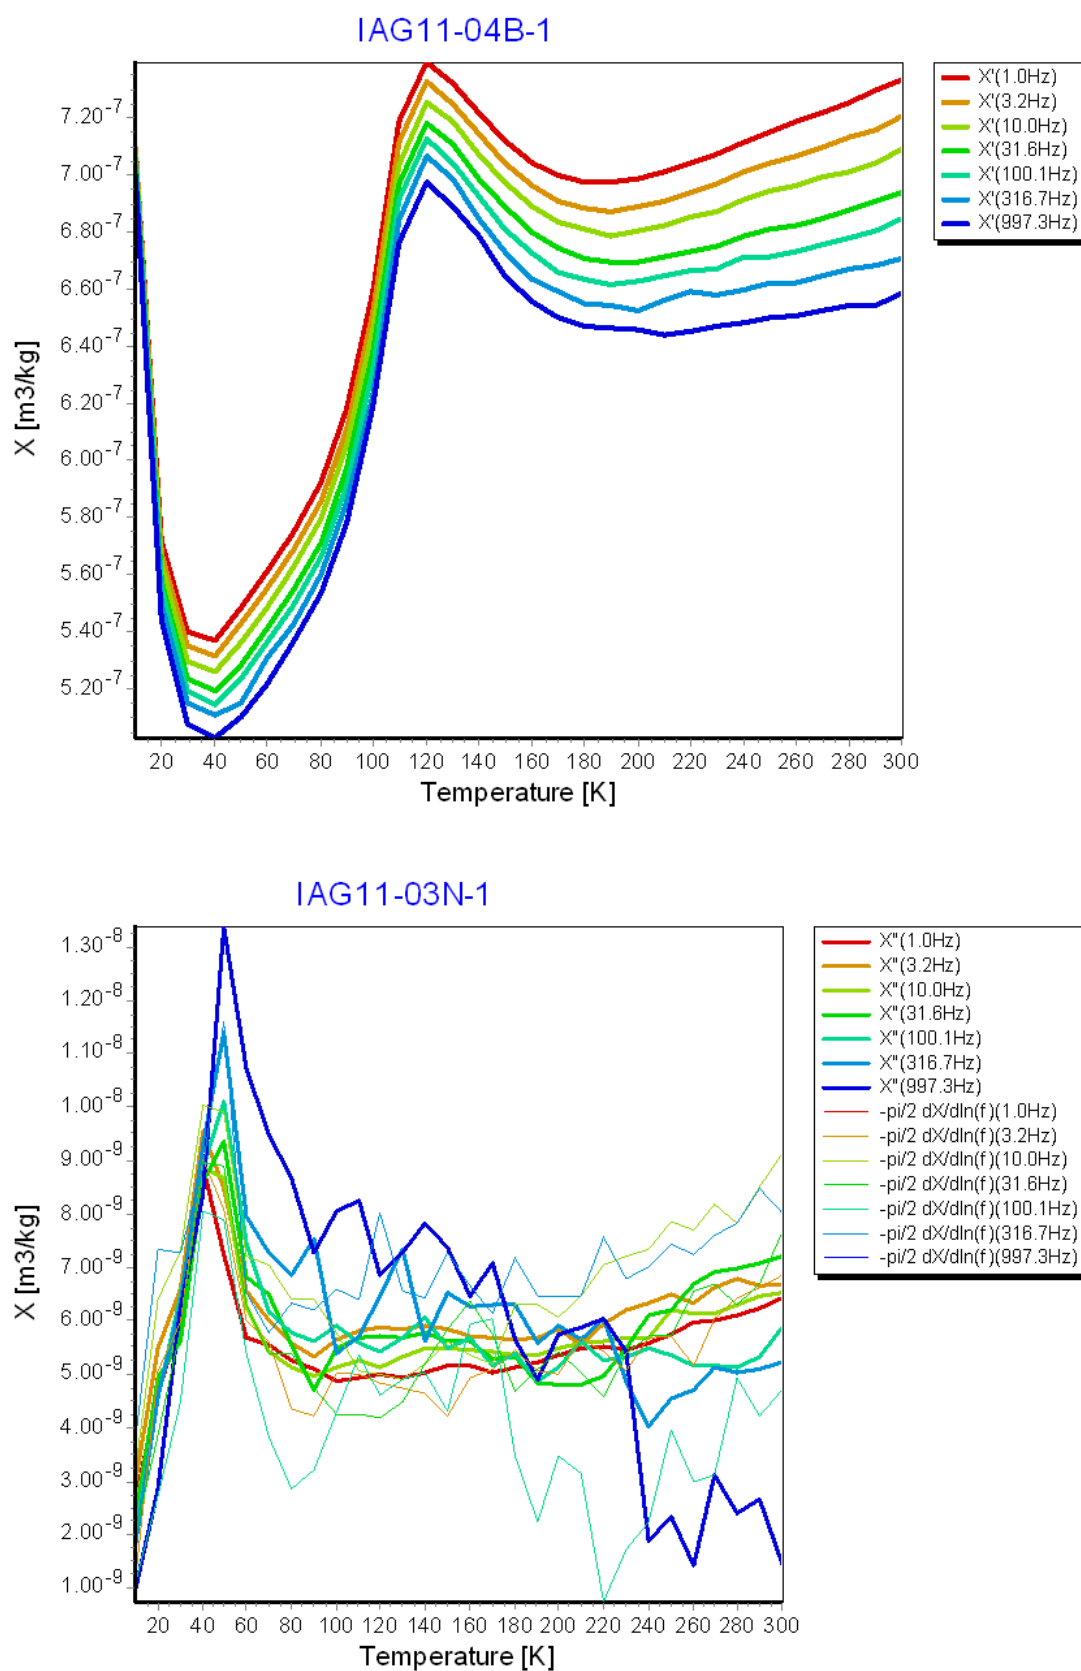 IAG11-04B-1
X'(1.0Hz)
X'(3.2Hz)
X'(10.0Hz)
X'(31.6Hz)
X'(100.1Hz)
X'(316.7Hz)
X'(997.3Hz)
7.20⁻⁷
7.00⁻⁷
6.80⁻⁷
6.60⁻⁷
6.40⁻⁷
6.20⁻⁷
6.00⁻⁷
5.80⁻⁷
5.60⁻⁷
5.40⁻⁷
5.20⁻⁷
X [m3/kg]
20 40 60 80 100 120 140 160 180 200 220 240 260 280 300
Temperature [K]
IAG11-03N-1
X"(1.0Hz)
X"(3.2Hz)
X"(10.0Hz)
X"(31.6Hz)
X"(100.1Hz)
X"(316.7Hz)
X"(997.3Hz)
-pi/2 dX/dln(f)(1.0Hz)
-pi/2 dX/dln(f)(3.2Hz)
-pi/2 dX/dln(f)(10.0Hz)
-pi/2 dX/dln(f)(31.6Hz)
-pi/2 dX/dln(f)(100.1Hz)
-pi/2 dX/dln(f)(316.7Hz)
-pi/2 dX/dln(f)(997.3Hz)
1.30⁻⁸
1.20⁻⁸
1.10⁻⁸
1.00⁻⁸
9.00⁻⁹
8.00⁻⁹
7.00⁻⁹
6.00⁻⁹
5.00⁻⁹
4.00⁻⁹
3.00⁻⁹
2.00⁻⁹
1.00⁻⁹
X [m3/kg]
20 40 60 80 100 120 140 160 180 200 220 240 260 280 300
Temperature [K]